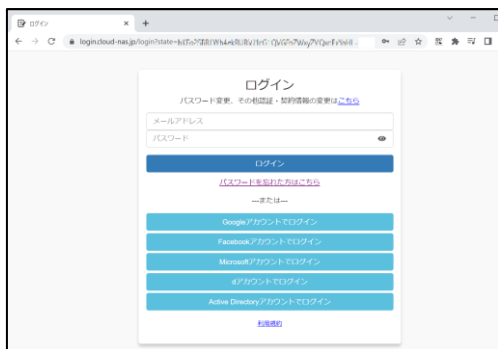 ログイン
login.cloud-nas.jp/login?state=
ログイン
パスワード変更、その他認証・契約情報の変更はこちら
メールアドレス
パスワード
ログイン
パスワードを忘れた方はこちら
---または---
Googleアカウントでログイン
Facebookアカウントでログイン
Microsoftアカウントでログイン
dアカウントでログイン
Active Directoryアカウントでログイン
利用規約